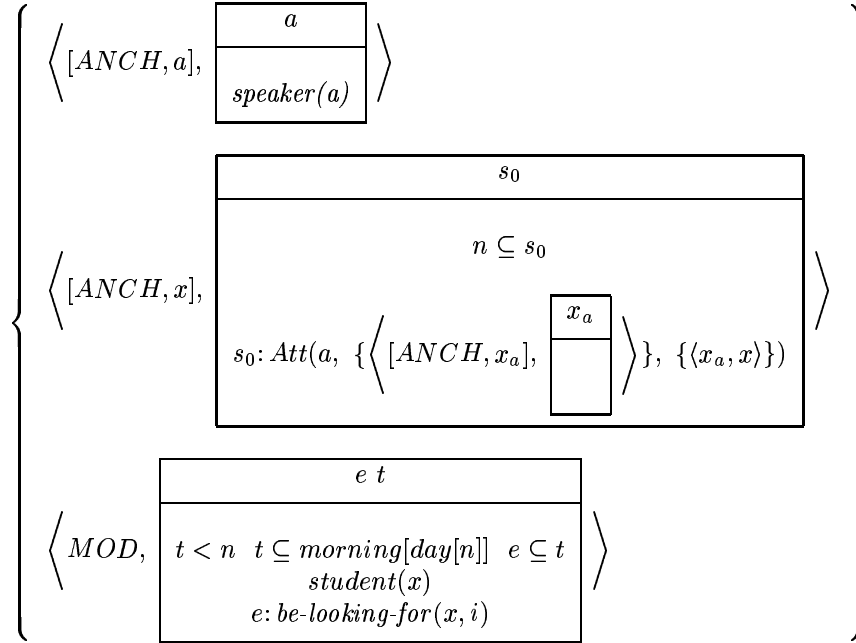 a
⟨[ANCH, a], speaker(a)⟩
s₀
n ⊆ s₀
⟨[ANCH, x], ⟩
xₐ
s₀: Att(a, {⟨[ANCH, xₐ], ⟩}, {⟨xₐ, x⟩})
e t
⟨MOD, t < n t ⊆ morning[day[n]] e ⊆ t⟩
student(x)
e: be-looking-for(x, i)